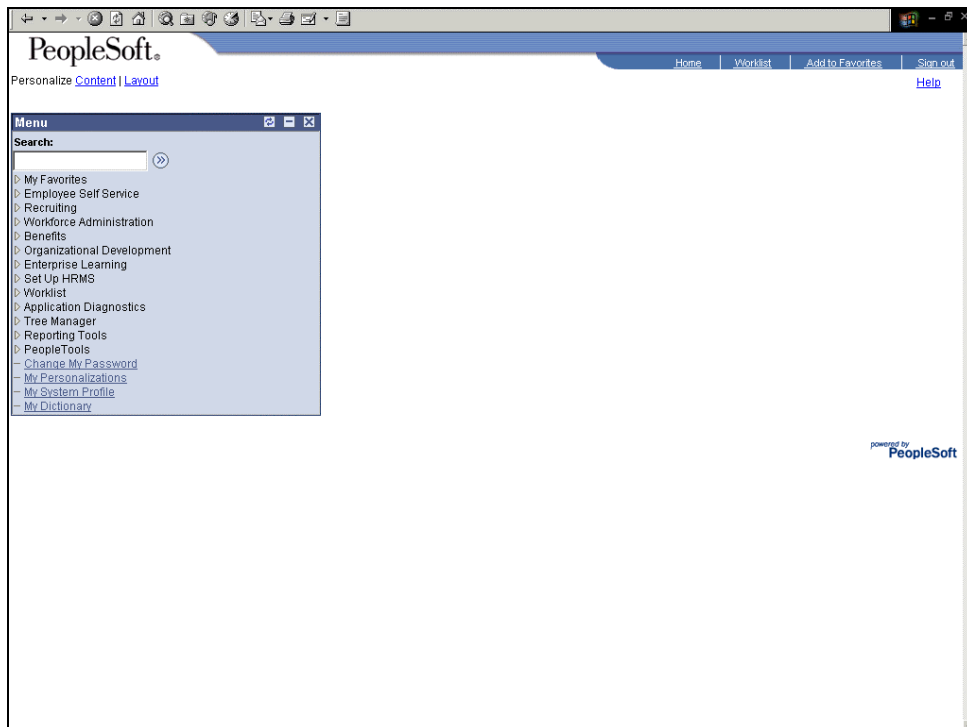 PeopleSoft®
Home Worklist Add to Favorites Sign out
Personalize Content | Layout
Help
Menu
Search:
My Favorites
Employee Self Service
Recruiting
Workforce Administration
Benefits
Organizational Development
Enterprise Learning
Set Up HRMS
Worklist
Application Diagnostics
Tree Manager
Reporting Tools
PeopleTools
Change My Password
My Personalizations
My System Profile
My Dictionary
powered by
PeopleSoft